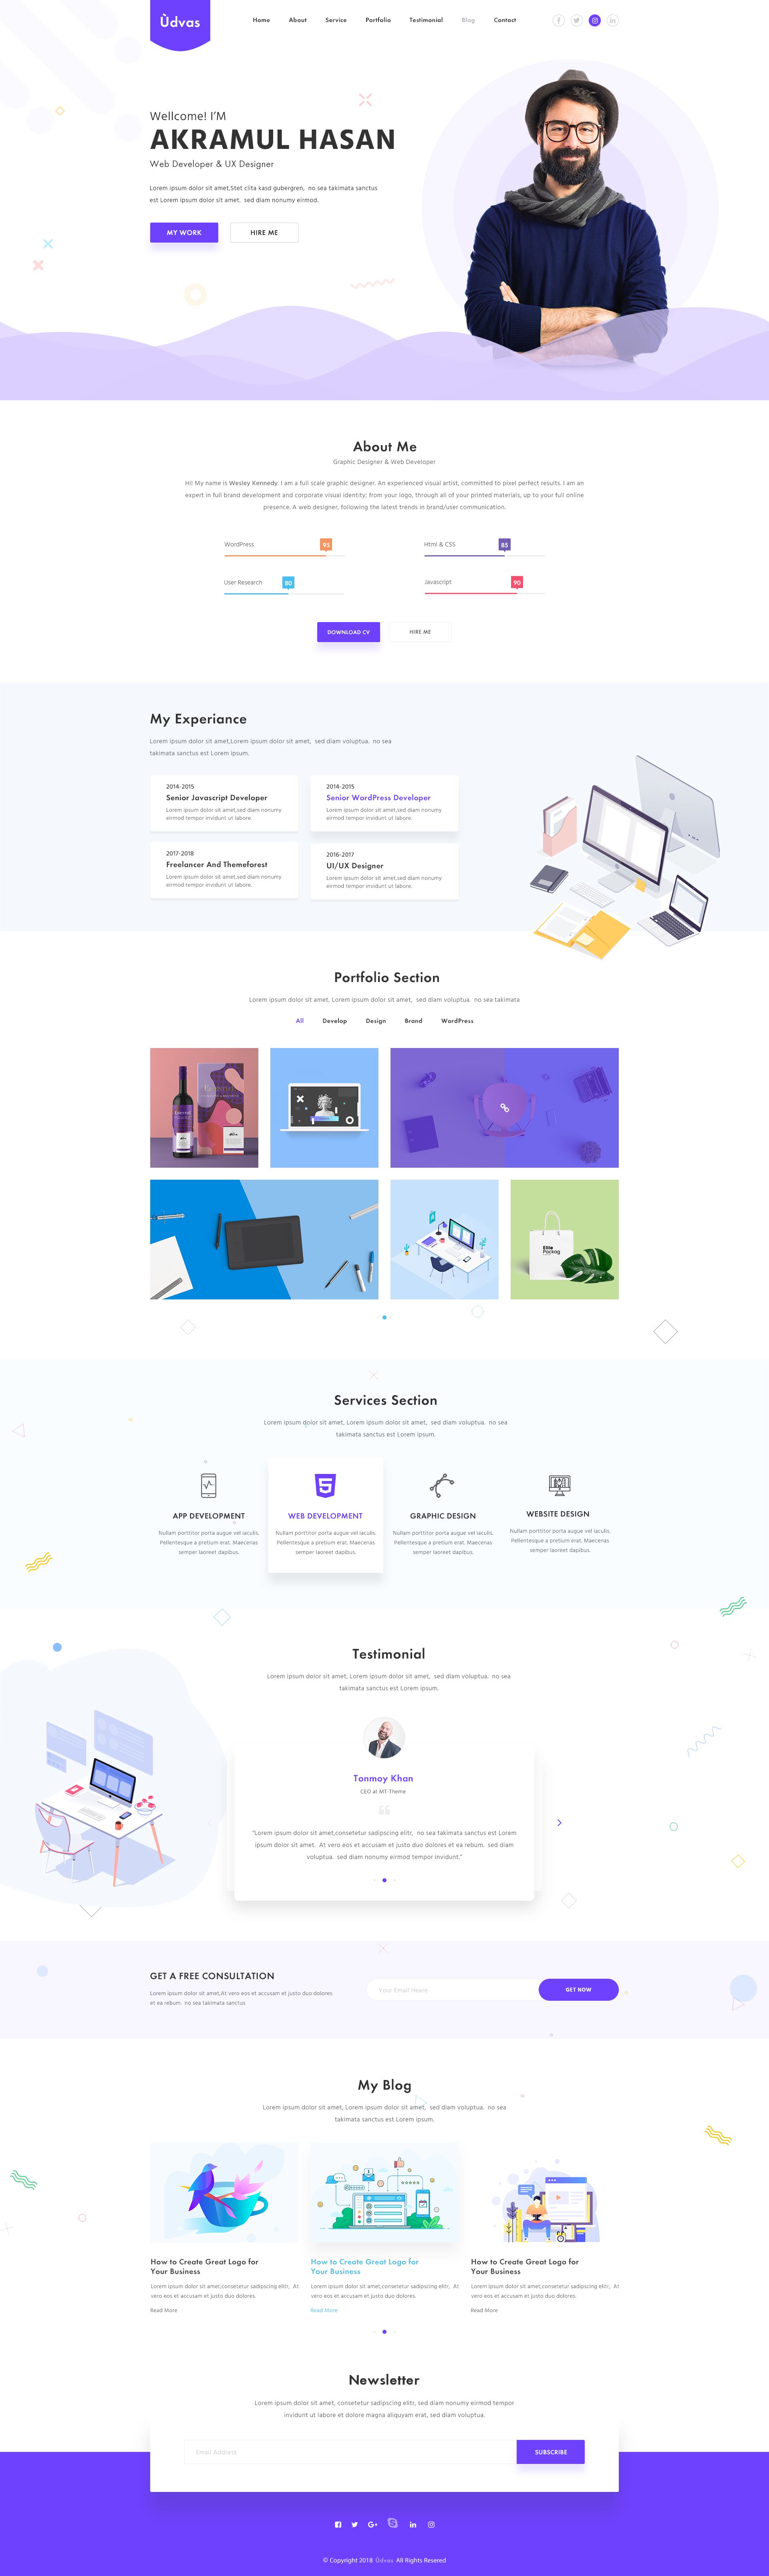 Ùdvas
Home About Service Portfolio Testimonial Blog Contact
Wellcome! I'M
AKRAMUL HASAN
Web Developer & UX Designer
Lorem ipsum dolor sit amet,Stet clita kasd gubergren, no sea takimata sanctus
est Lorem ipsum dolor sit amet. sed diam nonumy eirmod.
MY WORK HIRE ME
About Me
Graphic Designer & Web Developer
Hi! My name is Wesley Kennedy. I am a full scale graphic designer. An experienced visual artist, committed to pixel perfect results. I am an
expert in full brand development and corporate visual identity; from your logo, through all of your printed materials, up to your full online
presence. A web designer, following the latest trends in brand/user communication.
WordPress 95
Html & CSS 85
User Research 80
Javascript 90
DOWNLOAD CV HIRE ME
My Experiance
Lorem ipsum dolor sit amet,Lorem ipsum dolor sit amet, sed diam voluptua. no sea
takimata sanctus est Lorem ipsum.
2014-2015
Senior Javascript Developer
Lorem ipsum dolor sit amet,sed diam nonumy
eirmod tempor invidunt ut labore.
2014-2015
Senior WordPress Developer
Lorem ipsum dolor sit amet,sed diam nonumy
eirmod tempor invidunt ut labore.
2017-2018
Freelancer And Themeforest
Lorem ipsum dolor sit amet,sed diam nonumy
eirmod tempor invidunt ut labore.
2016-2017
UI/UX Designer
Lorem ipsum dolor sit amet,sed diam nonumy
eirmod tempor invidunt ut labore.
Portfolio Section
Lorem ipsum dolor sit amet, Lorem ipsum dolor sit amet, sed diam voluptua. no sea takimata
All Develop Design Brand WordPress
Services Section
Lorem ipsum dolor sit amet, Lorem ipsum dolor sit amet, sed diam voluptua. no sea
takimata sanctus est Lorem ipsum.
APP DEVELOPMENT
Nullam porttitor porta augue vel iaculis.
Pellentesque a pretium erat. Maecenas
semper laoreet dapibus.
WEB DEVELOPMENT
Nullam porttitor porta augue vel iaculis.
Pellentesque a pretium erat. Maecenas
semper laoreet dapibus.
GRAPHIC DESIGN
Nullam porttitor porta augue vel iaculis.
Pellentesque a pretium erat. Maecenas
semper laoreet dapibus.
WEBSITE DESIGN
Nullam porttitor porta augue vel iaculis.
Pellentesque a pretium erat. Maecenas
semper laoreet dapibus.
Testimonial
Lorem ipsum dolor sit amet, Lorem ipsum dolor sit amet, sed diam voluptua. no sea
takimata sanctus est Lorem ipsum.
Tonmoy Khan
CEO at MT-Theme
"Lorem ipsum dolor sit amet,consetetur sadipscing elitr, no sea takimata sanctus est Lorem
ipsum dolor sit amet. At vero eos et accusam et justo duo dolores et ea rebum. sed diam
voluptua. sed diam nonumy eirmod tempor invidunt."
GET A FREE CONSULTATION
Lorem ipsum dolor sit amet,At vero eos et accusam et justo duo dolores
et ea rebum. no sea takimata sanctus
Your Email Heare
GET NOW
My Blog
Lorem ipsum dolor sit amet, Lorem ipsum dolor sit amet, sed diam voluptua. no sea
takimata sanctus est Lorem ipsum.
How to Create Great Logo for
Your Business
Lorem ipsum dolor sit amet,consetetur sadipscing elitr, At
vero eos et accusam et justo duo dolores.
Read More
How to Create Great Logo for
Your Business
Lorem ipsum dolor sit amet,consetetur sadipscing elitr, At
vero eos et accusam et justo duo dolores.
Read More
How to Create Great Logo for
Your Business
Lorem ipsum dolor sit amet,consetetur sadipscing elitr, At
vero eos et accusam et justo duo dolores.
Read More
Newsletter
Lorem ipsum dolor sit amet, consetetur sadipscing elitr, sed diam nonumy eirmod tempor
invidunt ut labore et dolore magna aliquyam erat, sed diam voluptua.
Email Address
SUBSCRIBE
© Copyright 2018 Ùdvas All Rights Resered